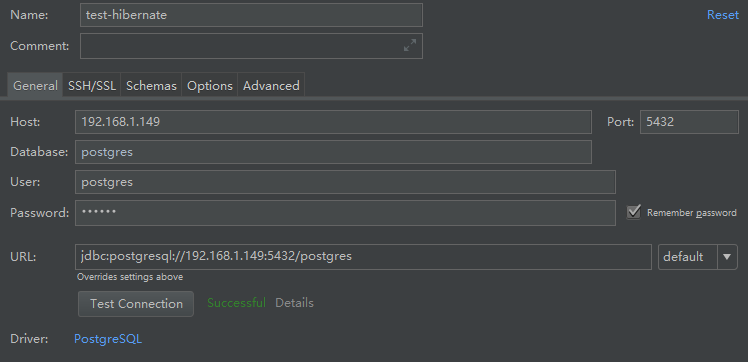 Name: test-hibernate Reset
Comment:
General SSH/SSL Schemas Options Advanced
Host: 192.168.1.149 Port: 5432
Database: postgres
User: postgres
Password: •••••• Remember password
URL: jdbc:postgresql://192.168.1.149:5432/postgres default
Overrides settings above
Test Connection Successful Details
Driver: PostgreSQL